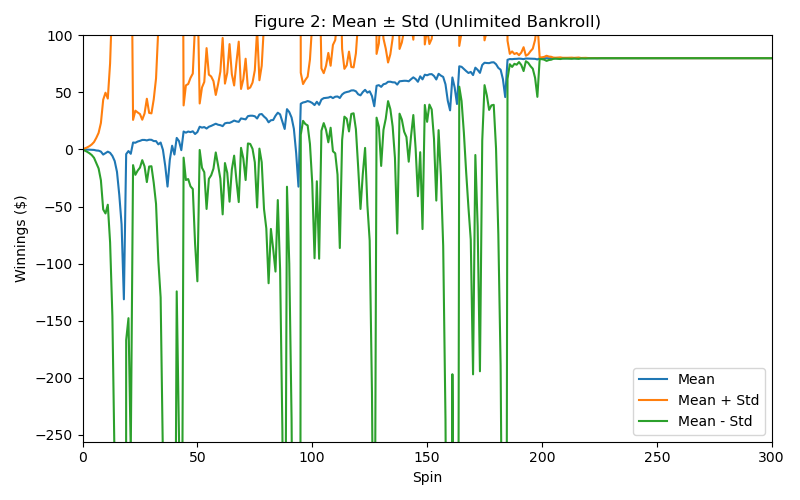 Figure 2: Mean ± Std (Unlimited Bankroll)
100
50
0
−50
−100
−150
−200
−250
Winnings ($)
0 50 100 150 200 250 300
Spin
Mean
Mean + Std
Mean - Std